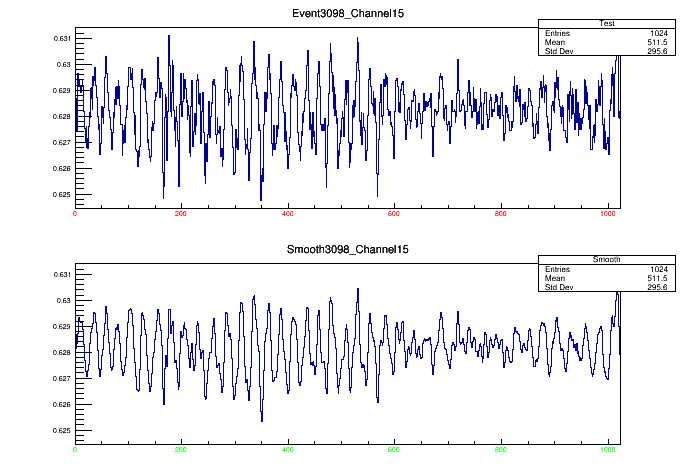 Event3098_Channel15
Test
Entries 1024
Mean 511.5
Std Dev 295.6
0.631
0.63
0.629
0.628
0.627
0.626
0.625
0 200 400 600 800 1000
Smooth3098_Channel15
Smooth
Entries 1024
Mean 511.5
Std Dev 295.6
0.631
0.63
0.629
0.628
0.627
0.626
0.625
0 200 400 600 800 1000